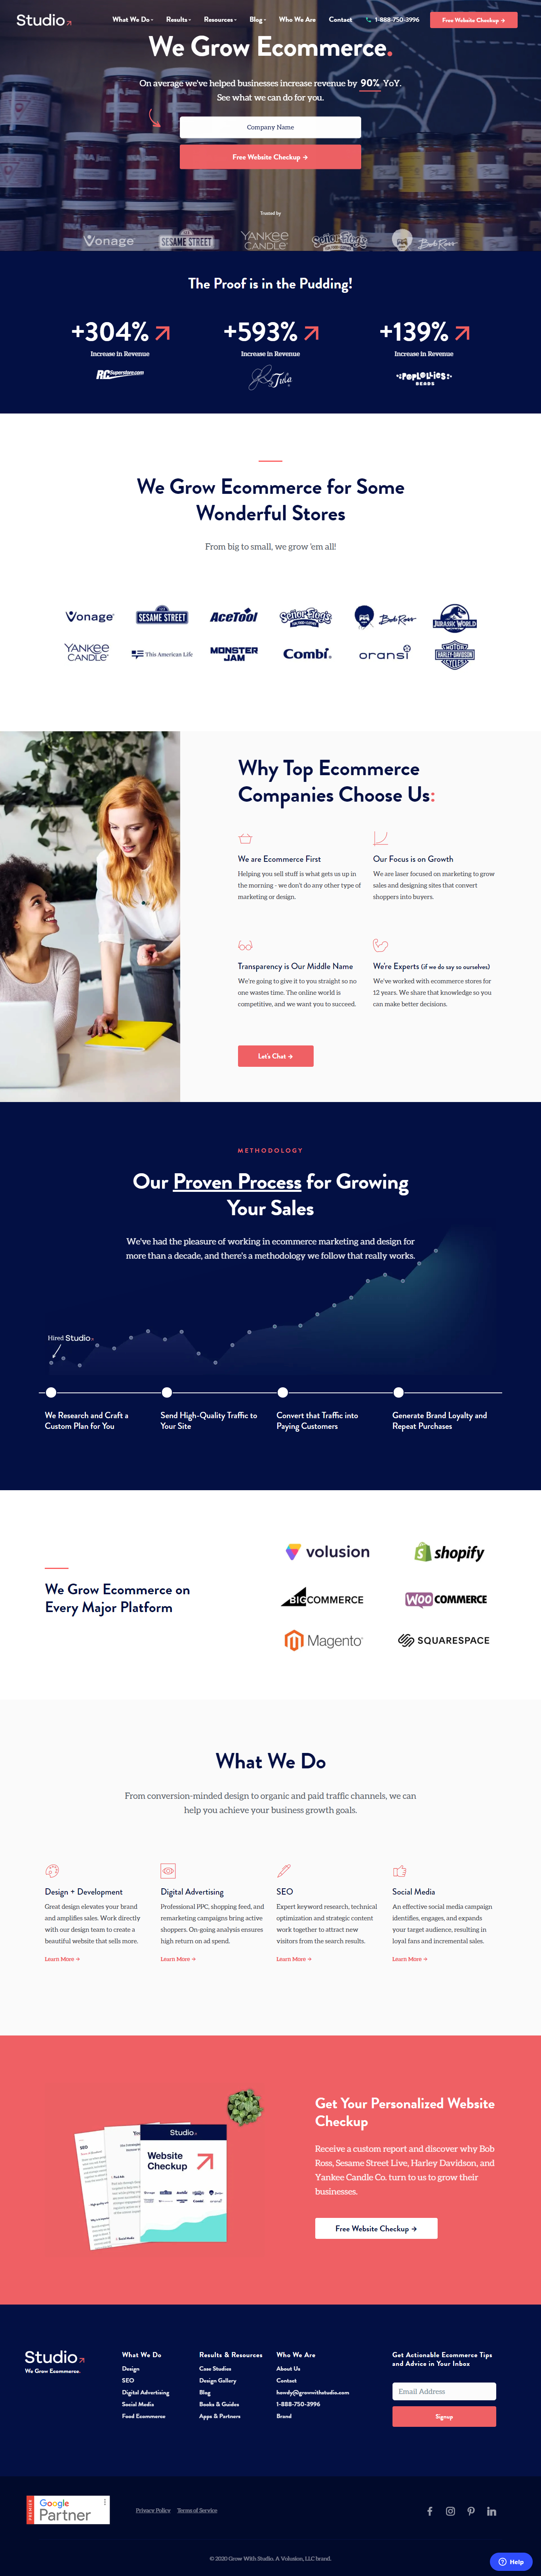 Studio
What We Do
Results
Resources
Blog
Who We Are
Contact
1-888-750-3996
Free Website Checkup →
We Grow Ecommerce.
On average we've helped businesses increase revenue by 90% YoY.
See what we can do for you.
Company Name
Free Website Checkup →
Trusted by
Vonage
SESAME STREET
YANKEE CANDLE
Señor Frog's
Bob Ross
The Proof is in the Pudding!
+304%
+593%
+139%
Increase in Revenue
Increase in Revenue
Increase in Revenue
RCSuperstore.com
POPLOLLIES
BEADS
We Grow Ecommerce for Some
Wonderful Stores
From big to small, we grow 'em all!
Vonage
SESAME STREET
AceTool
Señor Frog's
Bob Ross
JURASSIC WORLD
YANKEE CANDLE
This American Life
MONSTER JAM
Combi
oransi
MOTOR HARLEY-DAVIDSON CYCLES
Why Top Ecommerce
Companies Choose Us:
We are Ecommerce First
Helping you sell stuff is what gets us up in
the morning - we don't do any other type of
marketing or design.
Our Focus is on Growth
We are laser focused on marketing to grow
sales and designing sites that convert
shoppers into buyers.
Transparency is Our Middle Name
We're going to give it to you straight so no
one wastes time. The online world is
competitive, and we want you to succeed.
We're Experts (if we do say so ourselves)
We've worked with ecommerce stores for
12 years. We share that knowledge so you
can make better decisions.
Let's Chat →
METHODOLOGY
Our Proven Process for Growing
Your Sales
We've had the pleasure of working in ecommerce marketing and design for
more than a decade, and there's a methodology we follow that really works.
Hired Studio
We Research and Craft a
Custom Plan for You
Send High-Quality Traffic to
Your Site
Convert that Traffic into
Paying Customers
Generate Brand Loyalty and
Repeat Purchases
We Grow Ecommerce on
Every Major Platform
volusion
shopify
BIGCOMMERCE
WOO COMMERCE
Magento
SQUARESPACE
What We Do
From conversion-minded design to organic and paid traffic channels, we can
help you achieve your business growth goals.
Design + Development
Great design elevates your brand
and amplifies sales. Work directly
with our design team to create a
beautiful website that sells more.
Learn More →
Digital Advertising
Professional PPC, shopping feed, and
remarketing campaigns bring active
shoppers. On-going analysis ensures
high return on ad spend.
Learn More →
SEO
Expert keyword research, technical
optimization and strategic content
work together to attract new
visitors from the search results.
Learn More →
Social Media
An effective social media campaign
identifies, engages, and expands
your target audience, resulting in
loyal fans and incremental sales.
Learn More →
SEO
Studio
Website
Checkup
Get Your Personalized Website
Checkup
Receive a custom report and discover why Bob
Ross, Sesame Street Live, Harley Davidson, and
Yankee Candle Co. turn to us to grow their
businesses.
Free Website Checkup →
Studio
We Grow Ecommerce.
What We Do
Design
SEO
Digital Advertising
Social Media
Food Ecommerce
Results & Resources
Case Studies
Design Gallery
Blog
Books & Guides
Apps & Partners
Who We Are
About Us
Contact
howdy@growwithstudio.com
1-888-750-3996
Brand
Get Actionable Ecommerce Tips
and Advice in Your Inbox
Email Address
Signup
PREMIER
Google
Partner
Privacy Policy
Terms of Service
© 2020 Grow With Studio. A Volusion, LLC brand.
Help